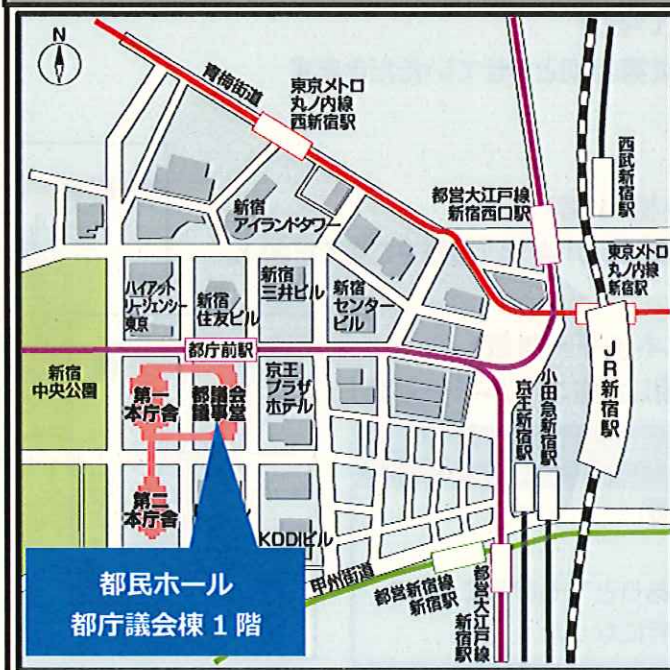 N
青梅街道
東京メトロ
丸ノ内線
西新宿駅
西武新宿駅
都営大江戸線
新宿西口駅
新宿
アイランドタワー
東京メトロ
丸ノ内線
新宿駅
ハイアット
リージェンシー
東京
新宿
住友ビル
新宿
三井ビル
新宿
センター
ビル
都庁前駅
JR新宿駅
新宿
中央公園
第一
本庁舎
都議会
議事堂
京王
プラザ
ホテル
京王新宿駅
小田急新宿駅
第二
本庁舎
KDDIビル
甲州街道
都営新宿線
新宿駅
都営大江戸線
新宿駅
都民ホール
都庁議会棟 1 階